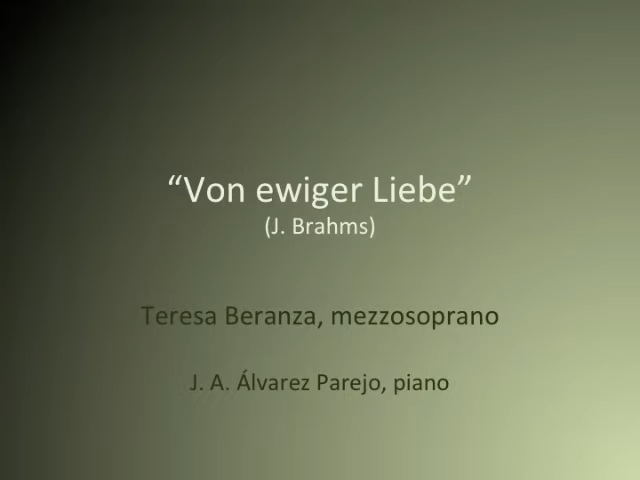 “Von ewiger Liebe”
(J. Brahms)
Teresa Beranza, mezzosoprano
J. A. Álvarez Parejo, piano